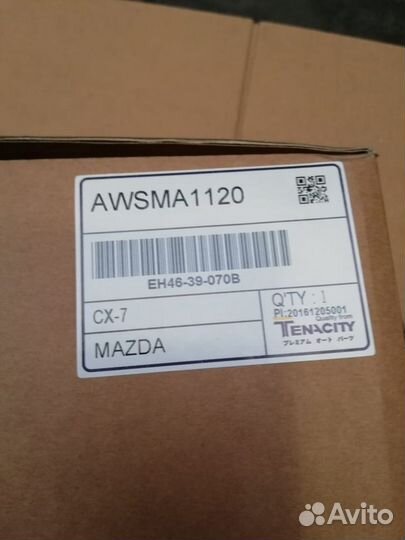 AWSMA1120
EH46-39-070B
CX-7
MAZDA
Q'TY : 1
PI:20161205001
Quality from
TENACITY
プレミアム オート パーツ
Avito